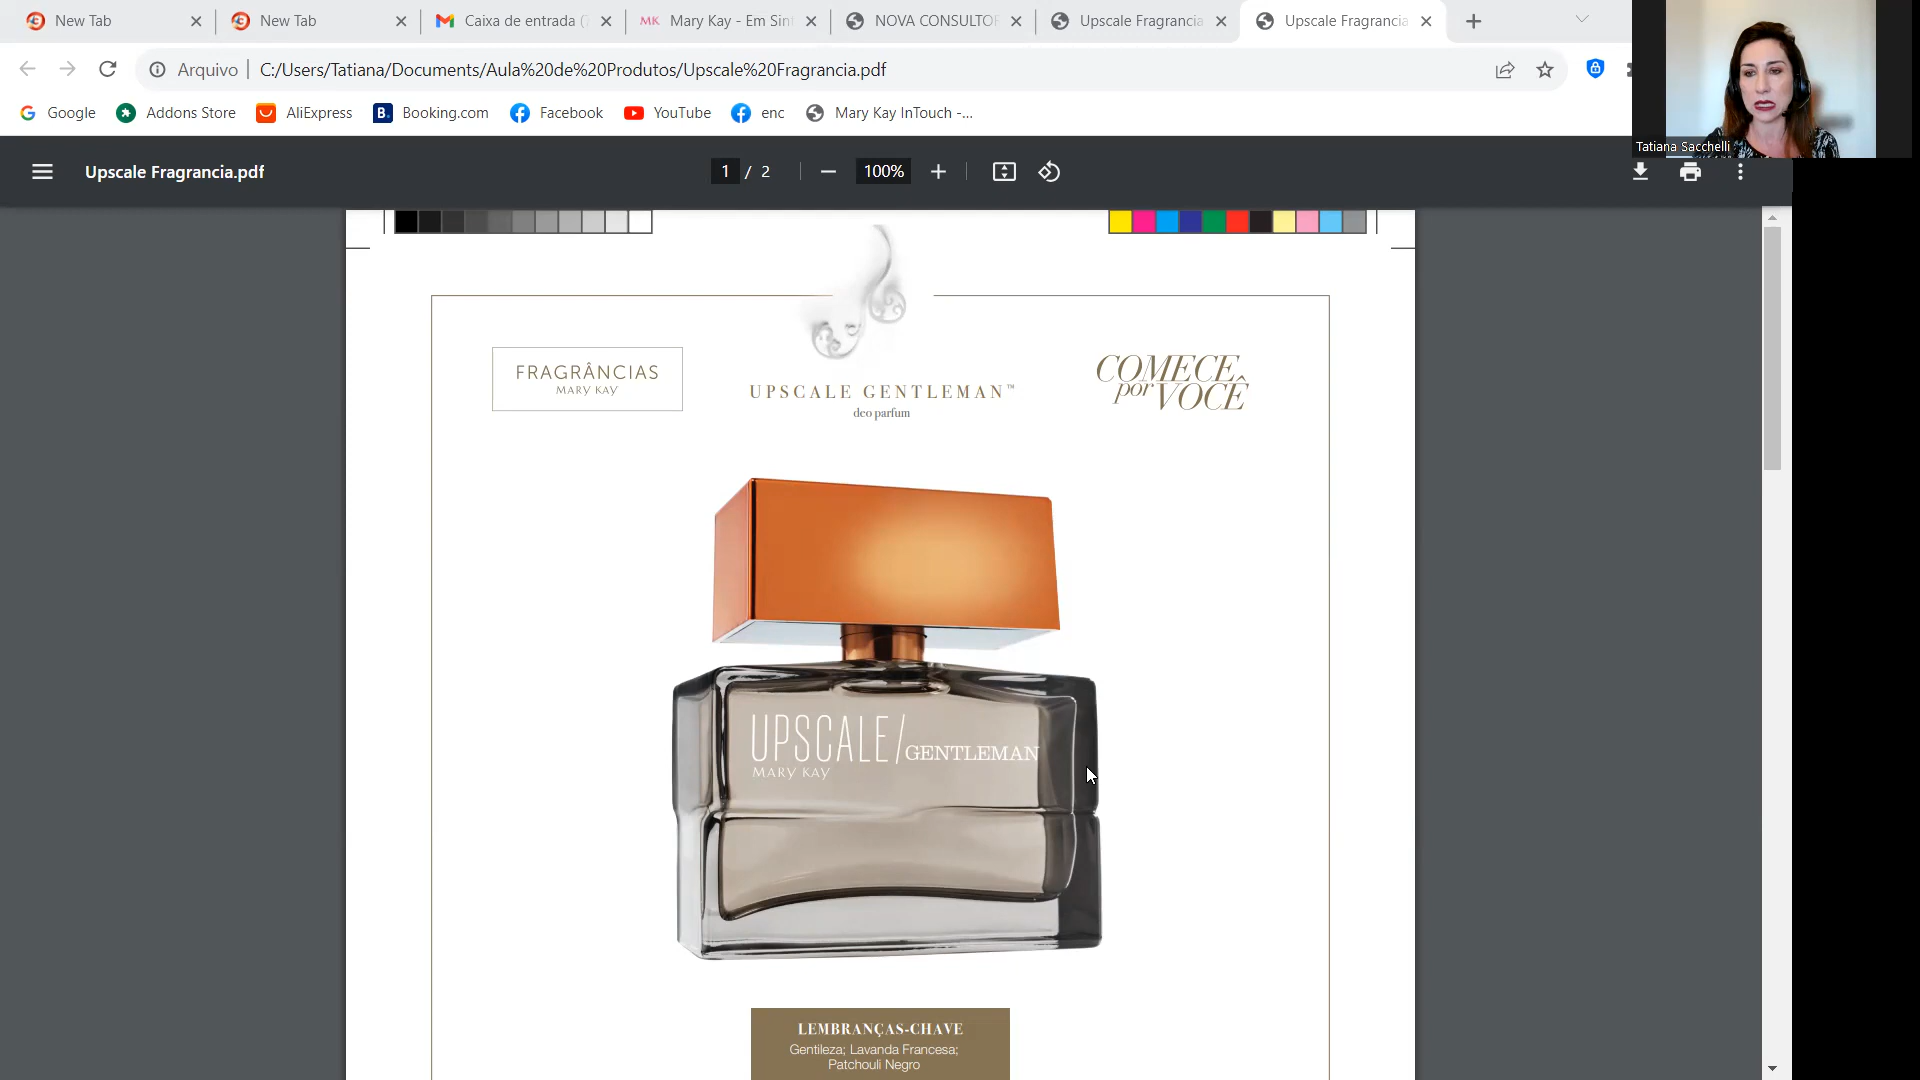 New Tab
New Tab
Caixa de entrada (
Mary Kay - Em Sin
NOVA CONSULTO
Upscale Fragrancia
Upscale Fragrancia
Arquivo
C:/Users/Tatiana/Documents/Aula%20de%20Produtos/Upscale%20Fragrancia.pdf
Google
Addons Store
AliExpress
Booking.com
Facebook
YouTube
enc
Mary Kay InTouch -...
Tatiana Sacchelli
Upscale Fragrancia.pdf
1 / 2
100%
FRAGRÂNCIAS
MARY KAY
UPSCALE GENTLEMAN™
deo parfum
COMECE
por VOCÊ
UPSCALE/GENTLEMAN
MARY KAY
LEMBRANÇAS-CHAVE
Gentileza; Lavanda Francesa;
Patchouli Negro